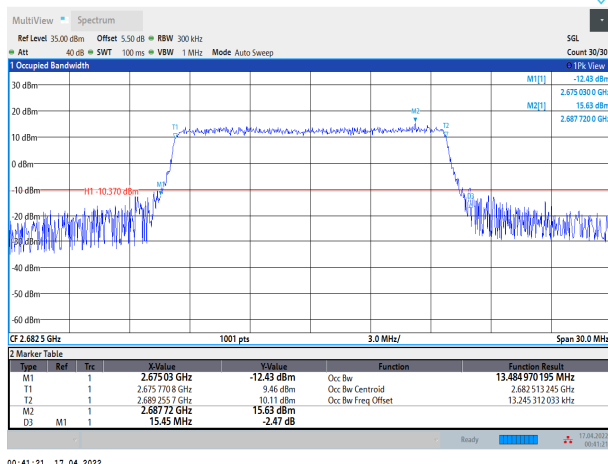 MultiView Spectrum
Ref Level 35.00 dBm Offset 5.50 dB RBW 300 kHz SGL
Att 40 dB SWT 100 ms VBW 1 MHz Mode Auto Sweep Count 30/30
1 Occupied Bandwidth 1Pk View
M1[1] -12.43 dBm
30 dBm 2.675 030 0 GHz
M2[1] 15.63 dBm
20 dBm 2.687 720 0 GHz
M2
T1 T2
10 dBm
0 dBm
M1
-10 dBm H1 -10.370 dBm
D3
-20 dBm
-30 dBm
-40 dBm
-50 dBm
-60 dBm
CF 2.682 5 GHz 1001 pts 3.0 MHz/ Span 30.0 MHz
2 Marker Table
Type Ref Trc X-Value Y-Value Function Function Result
M1 1 2.675 03 GHz -12.43 dBm Occ Bw 13.484 970 195 MHz
T1 1 2.675 770 8 GHz 9.46 dBm Occ Bw Centroid 2.682 513 245 GHz
T2 1 2.689 255 7 GHz 10.11 dBm Occ Bw Freq Offset 13.245 312 033 kHz
M2 1 2.687 72 GHz 15.63 dBm
D3 M1 1 15.45 MHz -2.47 dB
Ready 17.04.2022
00:41:21
00:41:21 17.04.2022